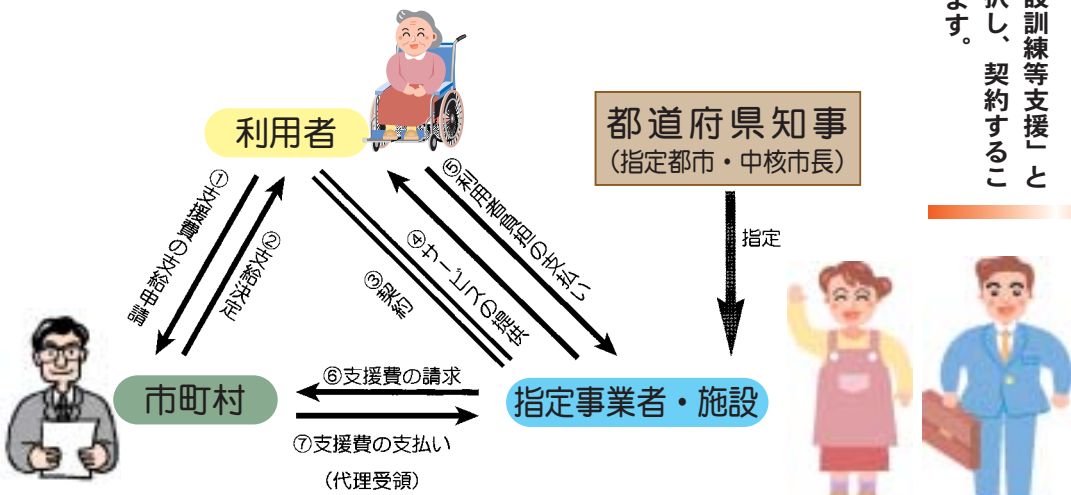 設訓練等支援」と
択し、契約するこ
ます。
利用者
都道府県知事
（指定都市・中核市長）
指定
①支援費の支給申請
②支給決定
③契約
④サービスの提供
⑤利用者負担の支払い
市町村
⑥支援費の請求
指定事業者・施設
⑦支援費の支払い
（代理受領）